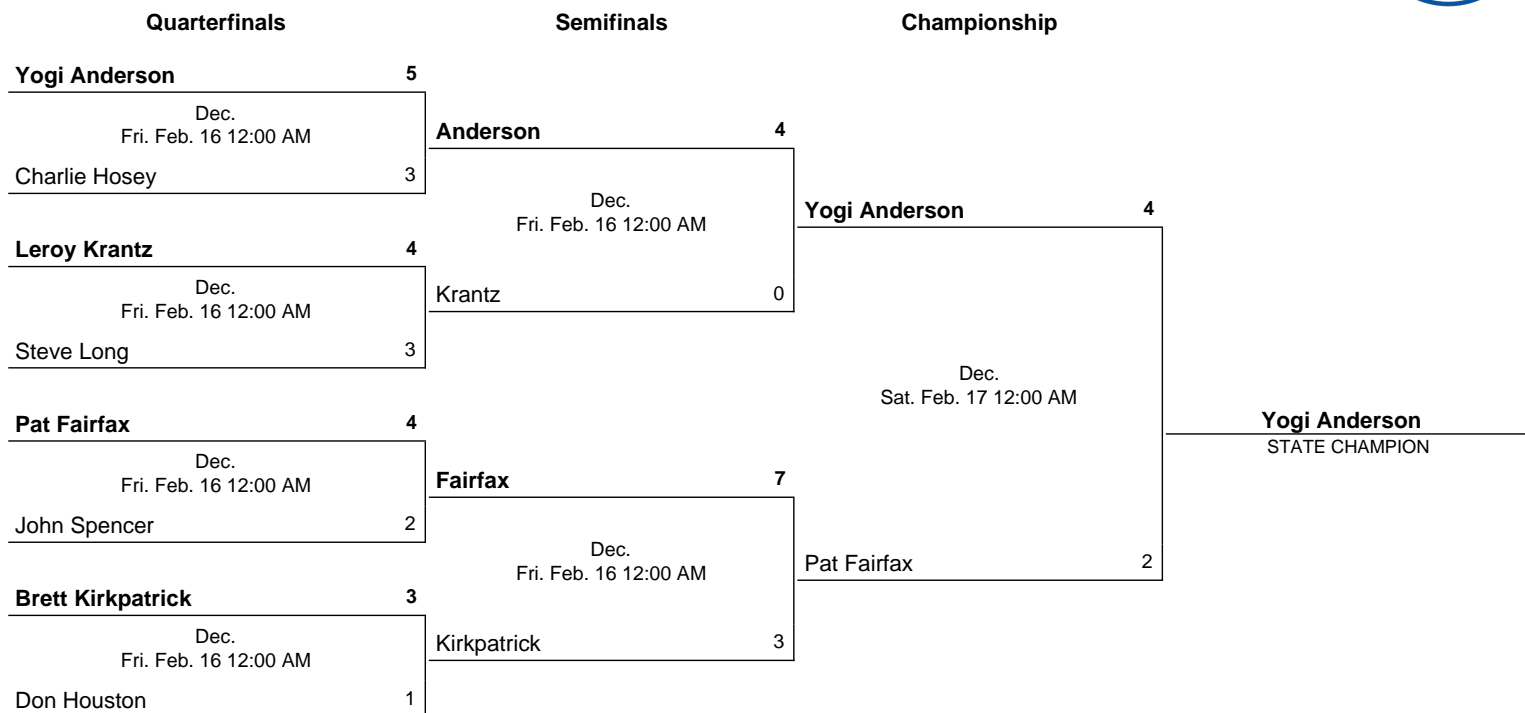 Quarterfinals
Semifinals
Championship
Yogi Anderson 5
Dec.
Fri. Feb. 16 12:00 AM
Charlie Hosey 3
Leroy Krantz 4
Dec.
Fri. Feb. 16 12:00 AM
Steve Long 3
Pat Fairfax 4
Dec.
Fri. Feb. 16 12:00 AM
John Spencer 2
Brett Kirkpatrick 3
Dec.
Fri. Feb. 16 12:00 AM
Don Houston 1
Anderson 4
Dec.
Fri. Feb. 16 12:00 AM
Krantz 0
Fairfax 7
Dec.
Fri. Feb. 16 12:00 AM
Kirkpatrick 3
Yogi Anderson 4
Dec.
Sat. Feb. 17 12:00 AM
Pat Fairfax 2
Yogi Anderson
STATE CHAMPION